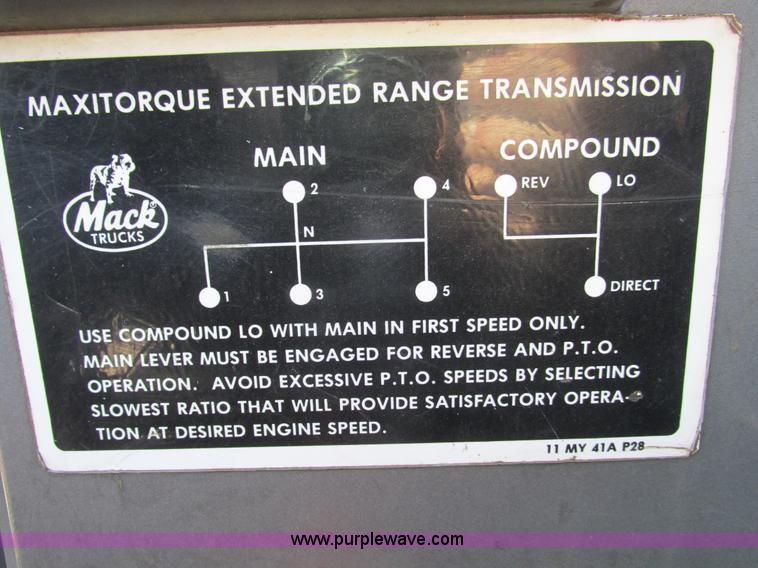 MAXITORQUE EXTENDED RANGE TRANSMISSION
MAIN COMPOUND
2 4 REV LO
Mack®
TRUCKS
N
1 3 5 DIRECT
USE COMPOUND LO WITH MAIN IN FIRST SPEED ONLY.
MAIN LEVER MUST BE ENGAGED FOR REVERSE AND P.T.O.
OPERATION. AVOID EXCESSIVE P.T.O. SPEEDS BY SELECTING
SLOWEST RATIO THAT WILL PROVIDE SATISFACTORY OPERA-
TION AT DESIRED ENGINE SPEED.
11 MY 41A P28
www.purplewave.com